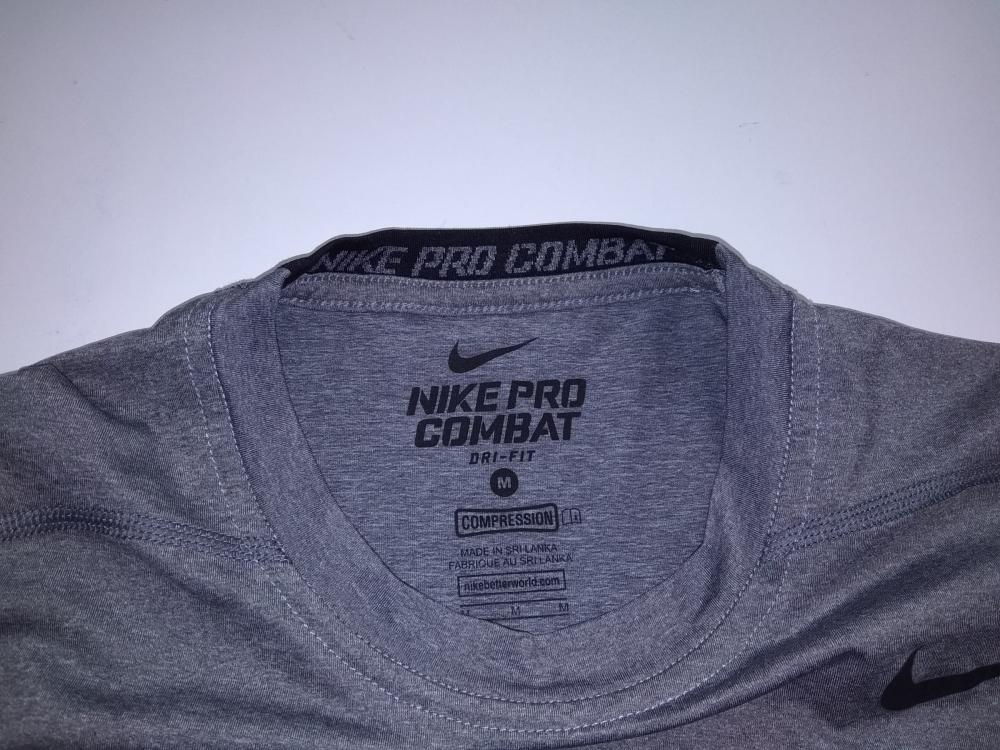 NIKE PRO COMBAT
NIKE PRO
COMBAT
DRI-FIT
M
COMPRESSION
MADE IN SRI LANKA
FABRIQUE AU SRI LANKA
nikebetterworld.com
M M M